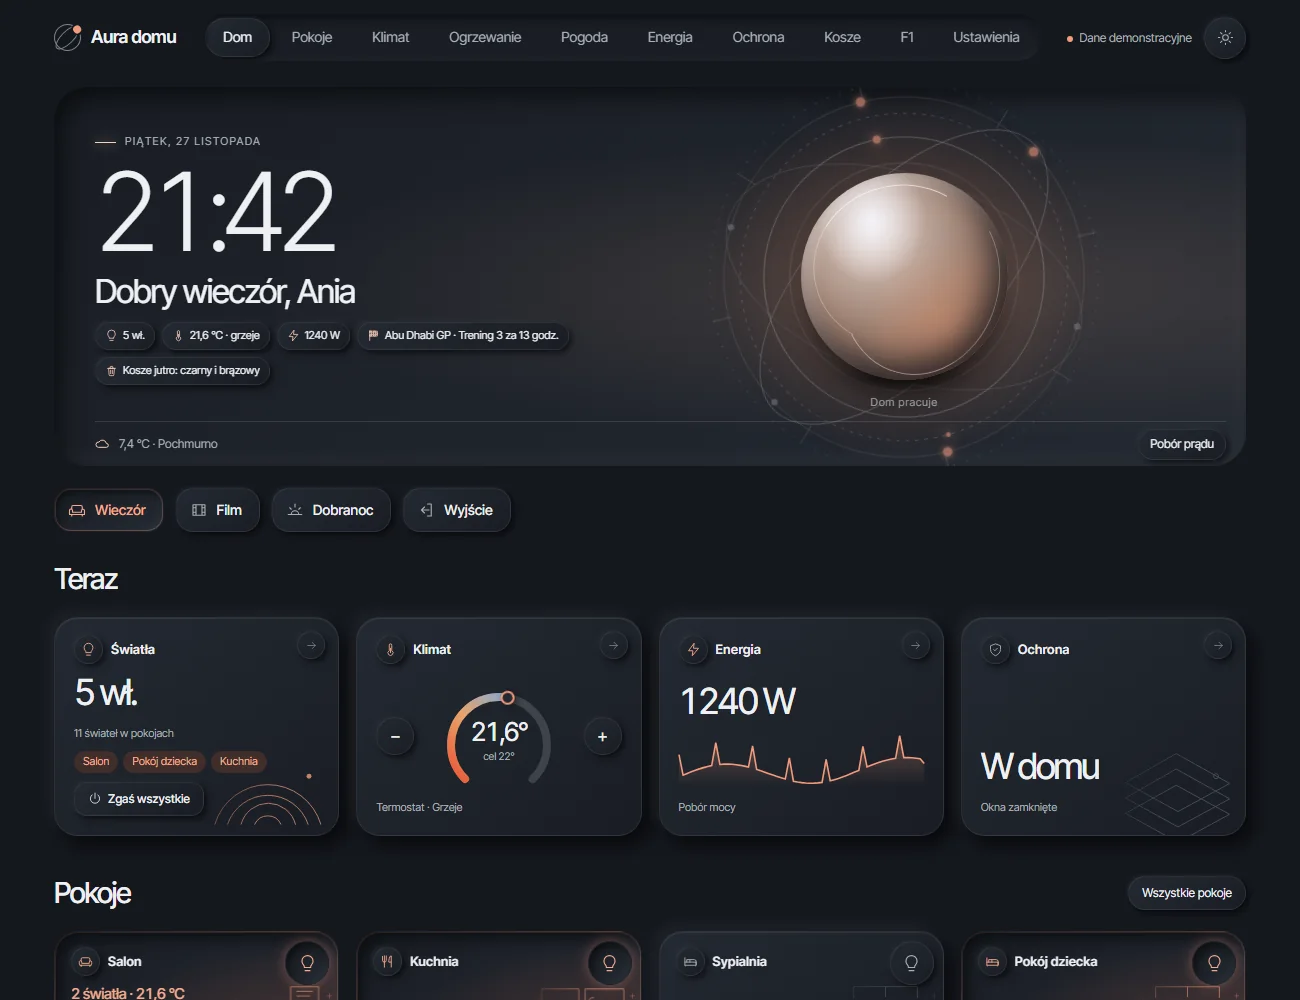 Aura domu
Dom Pokoje Klimat Ogrzewanie Pogoda Energia Ochrona Kosze F1 Ustawienia
Dane demonstracyjne
PIĄTEK, 27 LISTOPADA
21:42
Dobry wieczór, Ania
5 wł. 21,6 °C · grzeje 1240 W Abu Dhabi GP · Trening 3 za 13 godz.
Kosze jutro: czarny i brązowy
Dom pracuje
7,4 °C · Pochmurno
Pobór prądu
Wieczór Film Dobranoc Wyjście
Teraz
Światła
5 wł.
11 świateł w pokojach
Salon Pokój dziecka Kuchnia
Zgaś wszystkie
Klimat
− 21,6° +
cel 22°
Termostat · Grzeje
Energia
1240 W
Pobór mocy
Ochrona
W domu
Okna zamknięte
Pokoje
Wszystkie pokoje
Salon
2 światła · 21,6 °C
Kuchnia
Sypialnia
Pokój dziecka